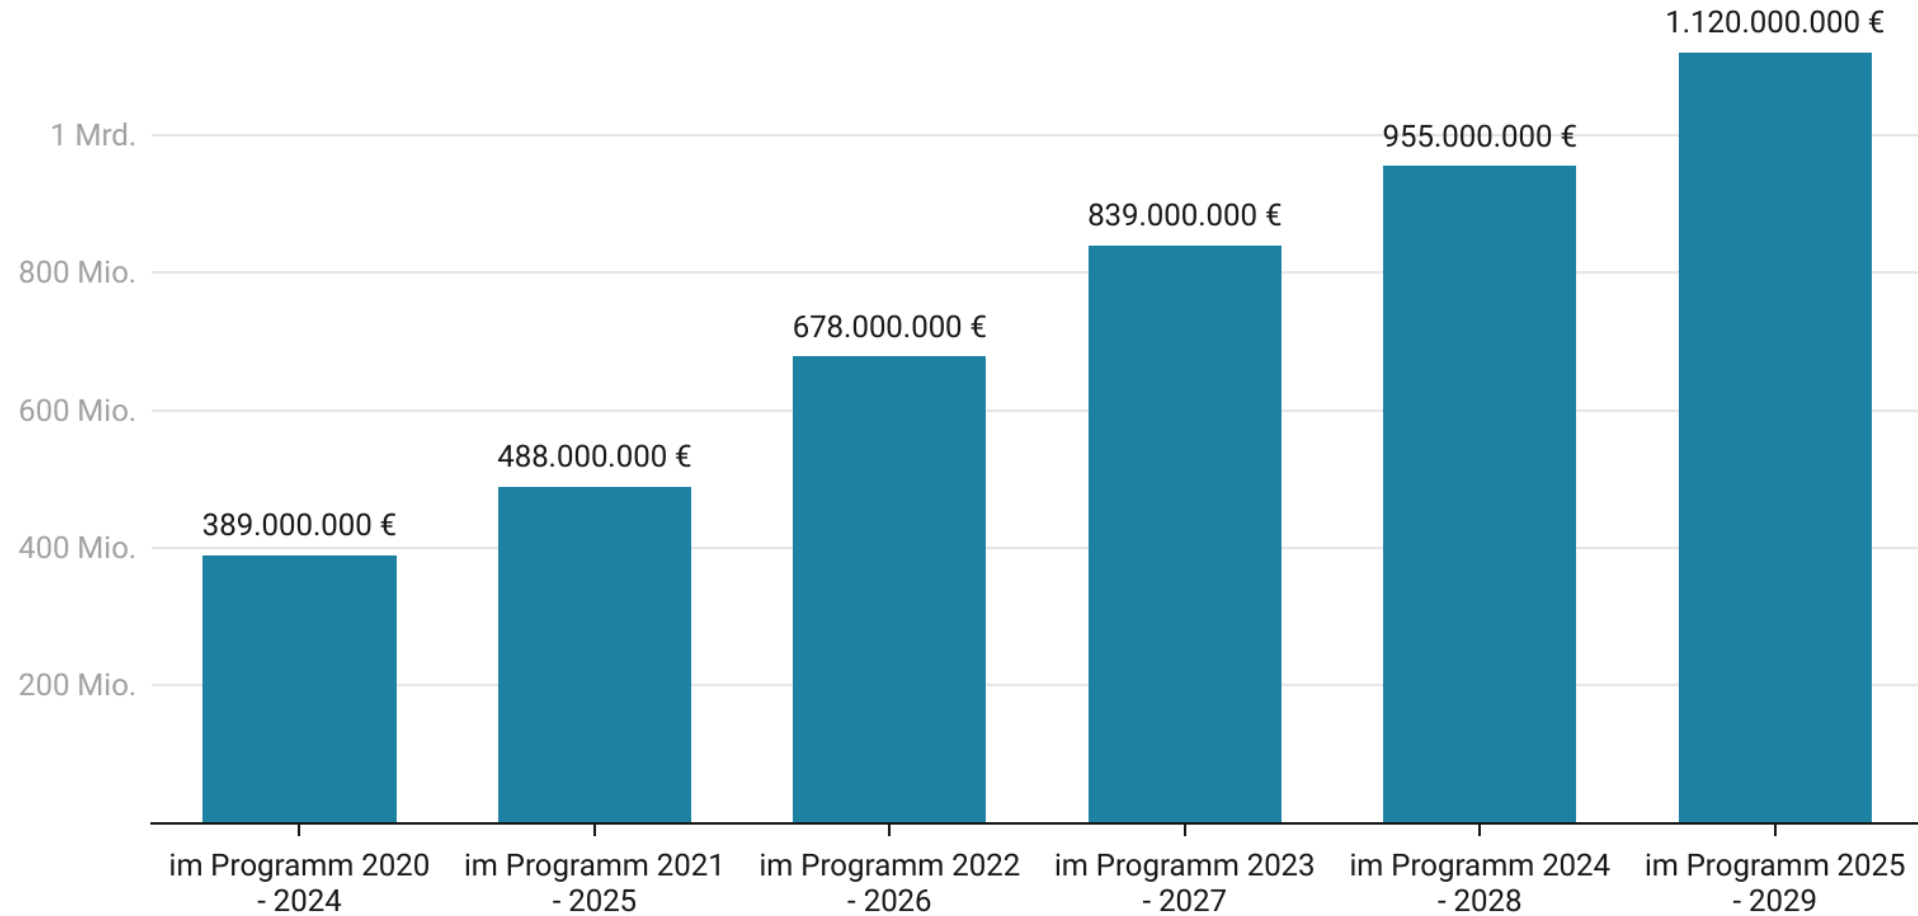 1.120.000.000 €
1 Mrd.
955.000.000 €
839.000.000 €
800 Mio.
678.000.000 €
600 Mio.
488.000.000 €
389.000.000 €
400 Mio.
200 Mio.
im Programm 2020
- 2024
im Programm 2021
- 2025
im Programm 2022
- 2026
im Programm 2023
- 2027
im Programm 2024
- 2028
im Programm 2025
- 2029